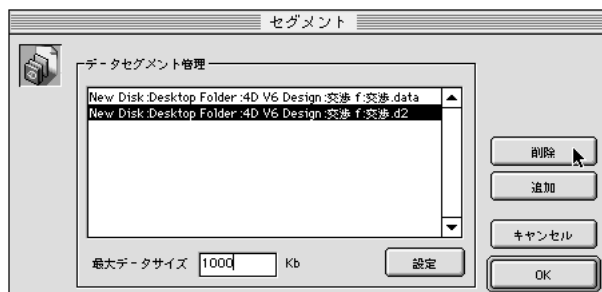 セグメント
データセグメント管理
New Disk:Desktop Folder:4D V6 Design:交渉 f:交渉.data
New Disk:Desktop Folder:4D V6 Design:交渉 f:交渉.d2
削除
追加
キャンセル
最大データサイズ 1000 Kb 設定
OK